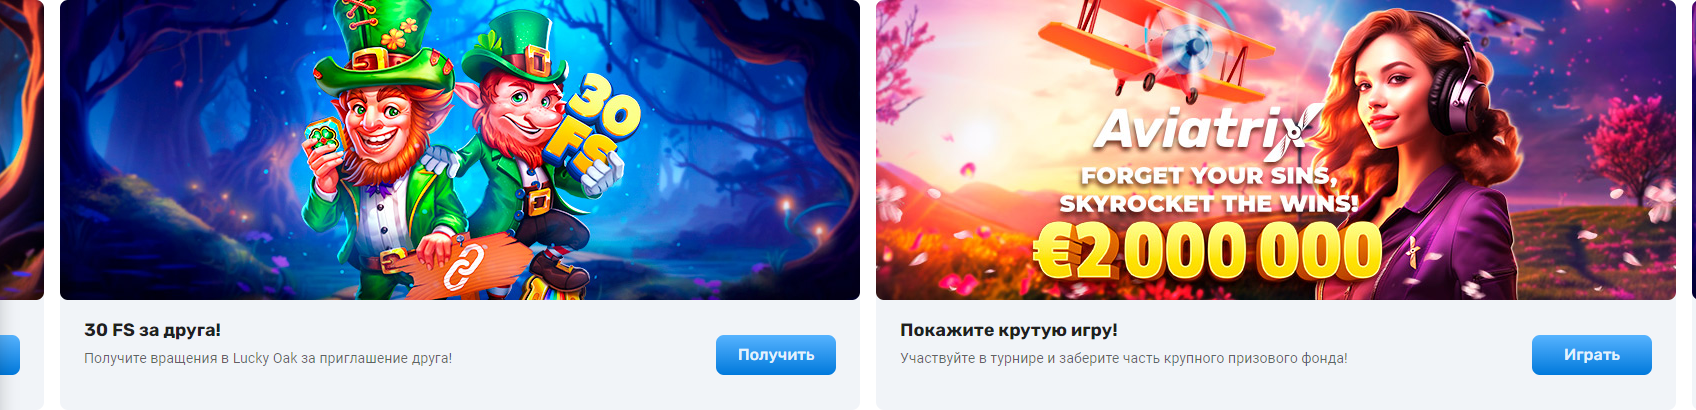 30
FS
30 FS за друга!
Получите вращения в Lucky Oak за приглашение друга!
Получить
Aviatrix
FORGET YOUR SINS,
SKYROCKET THE WINS!
€2 000 000
Покажите крутую игру!
Участвуйте в турнире и заберите часть крупного призового фонда!
Играть